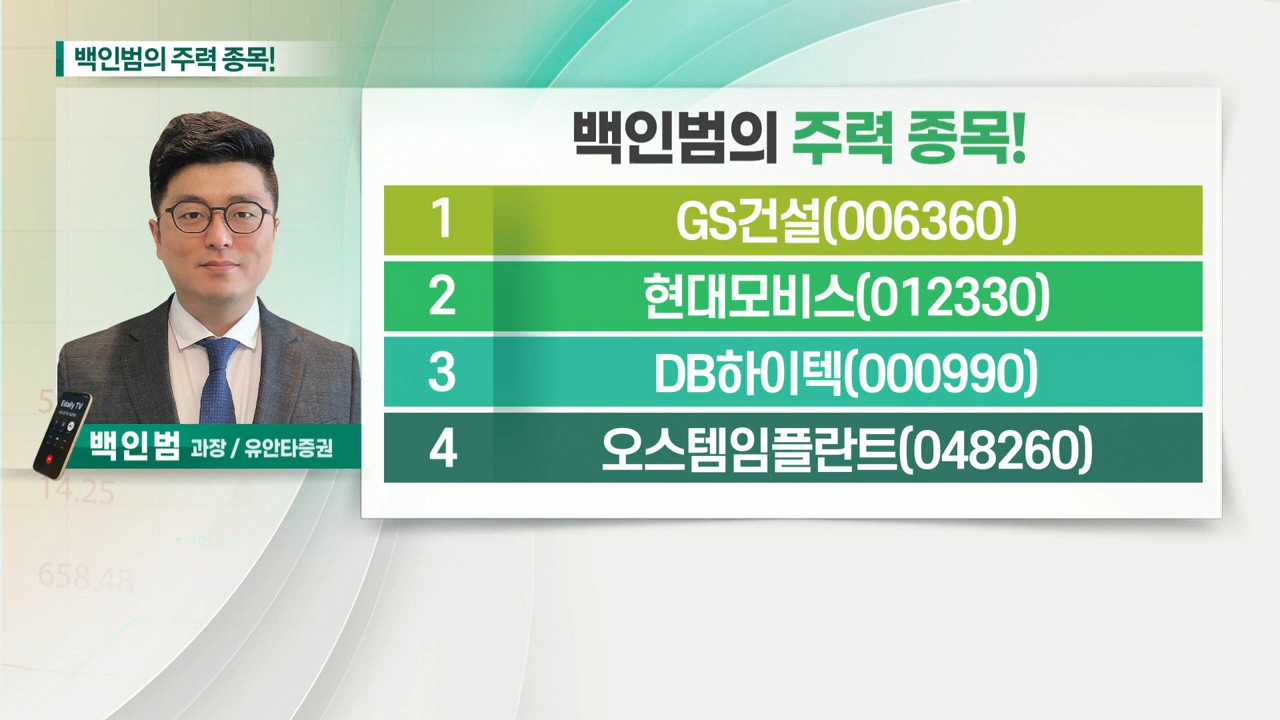 백인범의 주력 종목!
백인범의 주력 종목!
1 GS건설(006360)
2 현대모비스(012330)
3 DB하이텍(000990)
4 오스템임플란트(048260)
Edaily TV
백인범 과장 / 유안타증권
14.25
658.48